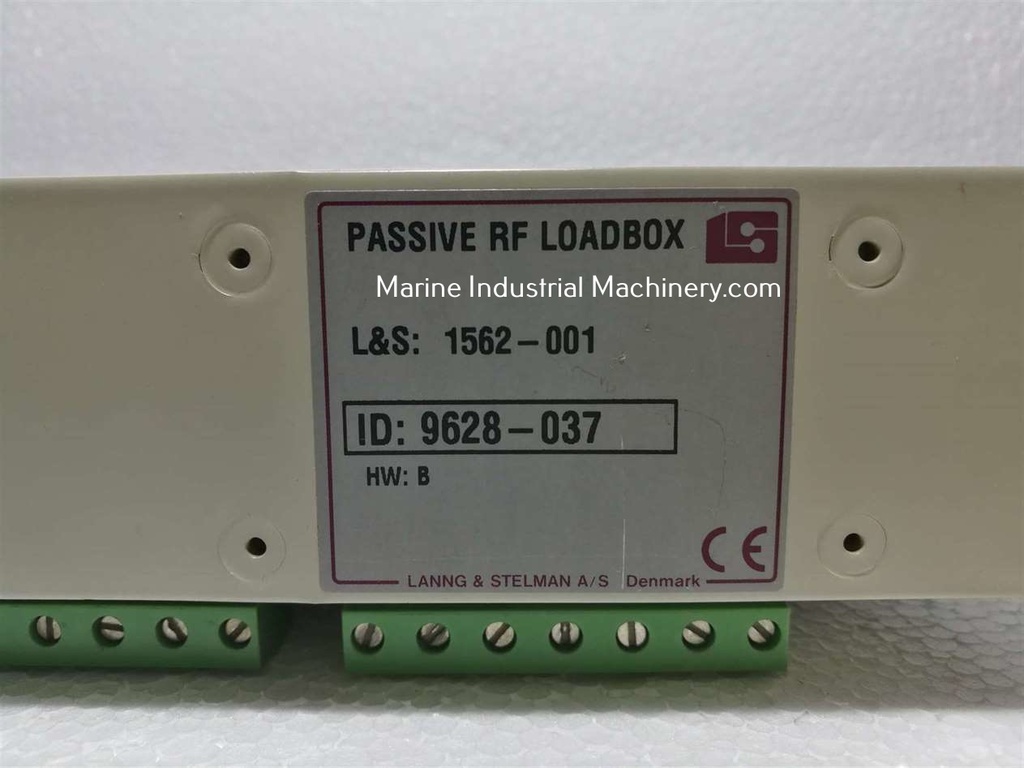 PASSIVE RF LOADBOX
Marine Industrial Machinery.com
L&S: 1562-001
ID: 9628-037
HW: B
CE
LANNG & STELMAN A/S Denmark